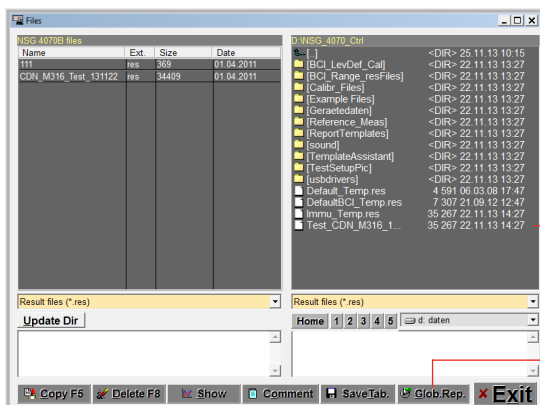 Files
NSG 4070B files
Name Ext. Size Date
111 res 369 01.04.2011
CDN_M316_Test_131122 res 34409 01.04.2011
Result files (*.res)
Update Dir
D:\NSG_4070_Ctrl
[..] <DIR> 25.11.13 10:15
[BCI_LevDef_Cal] <DIR> 22.11.13 13:27
[BCI_Range_resFiles] <DIR> 22.11.13 13:27
[Calibr_Files] <DIR> 22.11.13 13:27
[Example Files] <DIR> 22.11.13 13:27
[Geraetedaten] <DIR> 22.11.13 13:27
[Reference_Meas] <DIR> 22.11.13 13:27
[ReportTemplates] <DIR> 22.11.13 13:27
[sound] <DIR> 22.11.13 13:27
[TemplateAssistant] <DIR> 22.11.13 13:27
[TestSetupPic] <DIR> 22.11.13 13:27
[usbdrivers] <DIR> 22.11.13 13:27
Default_Temp.res 4 591 06.03.08 17:47
DefaultBCI_Temp.res 7 307 21.09.12 12:47
Immu_Temp.res 35 267 22.11.13 14:27
Test_CDN_M316_1... 35 267 22.11.13 14:27
Result files (*.res)
Home 1 2 3 4 5 d: daten
Copy F5 Delete F8 Show Comment SaveTab. Glob.Rep. Exit